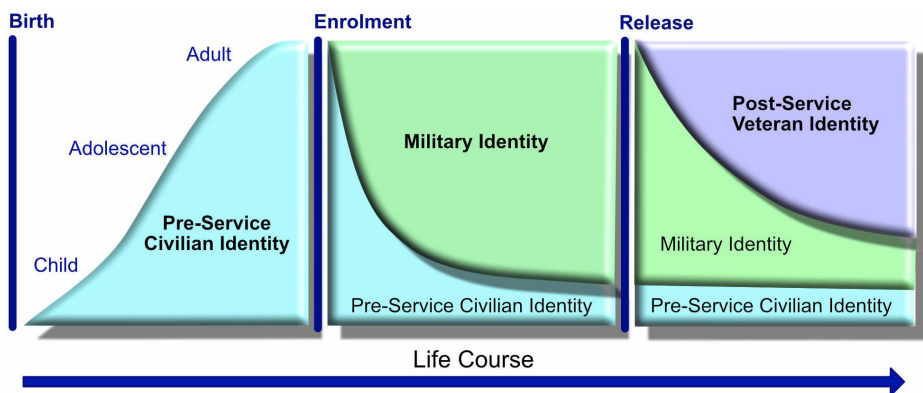 Birth
Enrolment
Release
Adult
Adolescent
Child
Pre-Service
Civilian Identity
Military Identity
Pre-Service Civilian Identity
Post-Service
Veteran Identity
Military Identity
Pre-Service Civilian Identity
Life Course